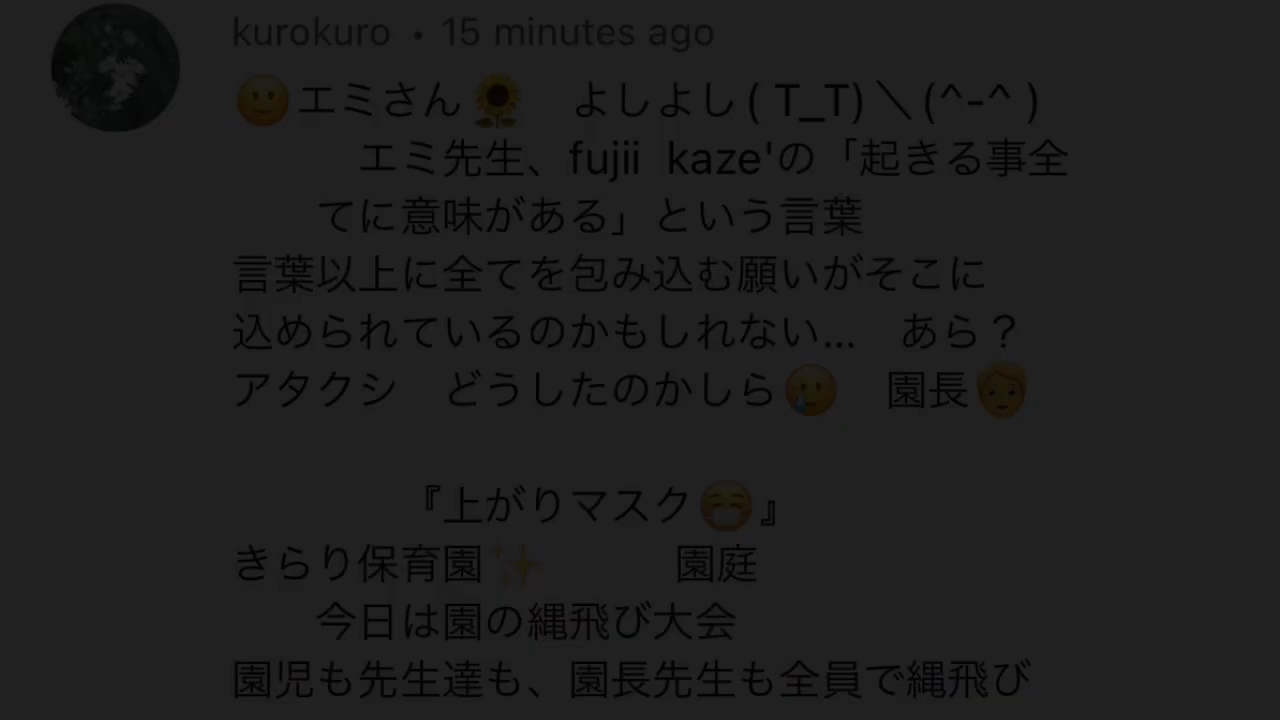 kurokuro • 15 minutes ago
🙂エミさん🌻　よしよし( T_T)＼(^-^ )
エミ先生、fujii kaze'の「起きる事全
てに意味がある」という言葉
言葉以上に全てを包み込む願いがそこに
込められているのかもしれない...　あら？
アタクシ　どうしたのかしら🥲　園長🧑
『上がりマスク😷』
きらり保育園✨　園庭
今日は園の縄飛び大会
園児も先生達も、園長先生も全員で縄飛び